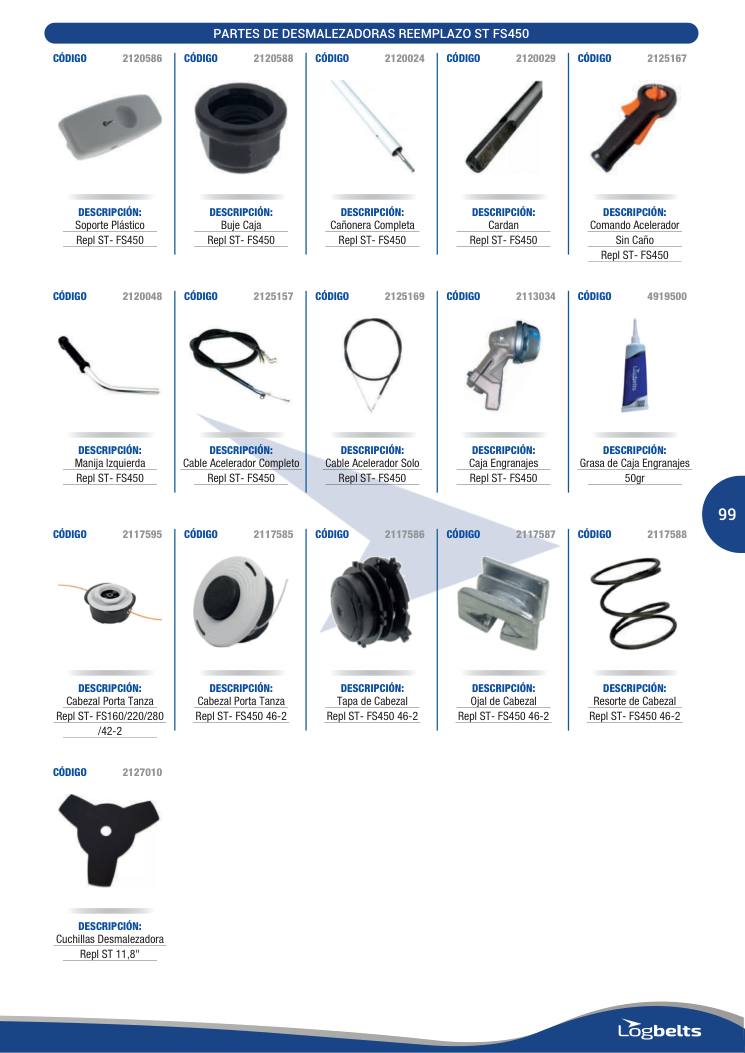 PARTES DE DESMALEZADORAS REEMPLAZO ST FS450
CÓDIGO 2120586
DESCRIPCIÓN:
Soporte Plástico
Repl ST- FS450
CÓDIGO 2120588
DESCRIPCIÓN:
Buje Caja
Repl ST- FS450
CÓDIGO 2120024
DESCRIPCIÓN:
Cañonera Completa
Repl ST- FS450
CÓDIGO 2120029
DESCRIPCIÓN:
Cardan
Repl ST- FS450
CÓDIGO 2125167
DESCRIPCIÓN:
Comando Acelerador
Sin Caño
Repl ST- FS450
CÓDIGO 2120048
DESCRIPCIÓN:
Manija Izquierda
Repl ST- FS450
CÓDIGO 2125157
DESCRIPCIÓN:
Cable Acelerador Completo
Repl ST- FS450
CÓDIGO 2125169
DESCRIPCIÓN:
Cable Acelerador Solo
Repl ST- FS450
CÓDIGO 2113034
DESCRIPCIÓN:
Caja Engranajes
Repl ST- FS450
CÓDIGO 4919500
Logbelts
DESCRIPCIÓN:
Grasa de Caja Engranajes
50gr
99
CÓDIGO 2117595
DESCRIPCIÓN:
Cabezal Porta Tanza
Repl ST- FS160/220/280
/42-2
CÓDIGO 2117585
DESCRIPCIÓN:
Cabezal Porta Tanza
Repl ST- FS450 46-2
CÓDIGO 2117586
DESCRIPCIÓN:
Tapa de Cabezal
Repl ST- FS450 46-2
CÓDIGO 2117587
DESCRIPCIÓN:
Ojal de Cabezal
Repl ST- FS450 46-2
CÓDIGO 2117588
DESCRIPCIÓN:
Resorte de Cabezal
Repl ST- FS450 46-2
CÓDIGO 2127010
DESCRIPCIÓN:
Cuchillas Desmalezadora
Repl ST 11,8"
Logbelts